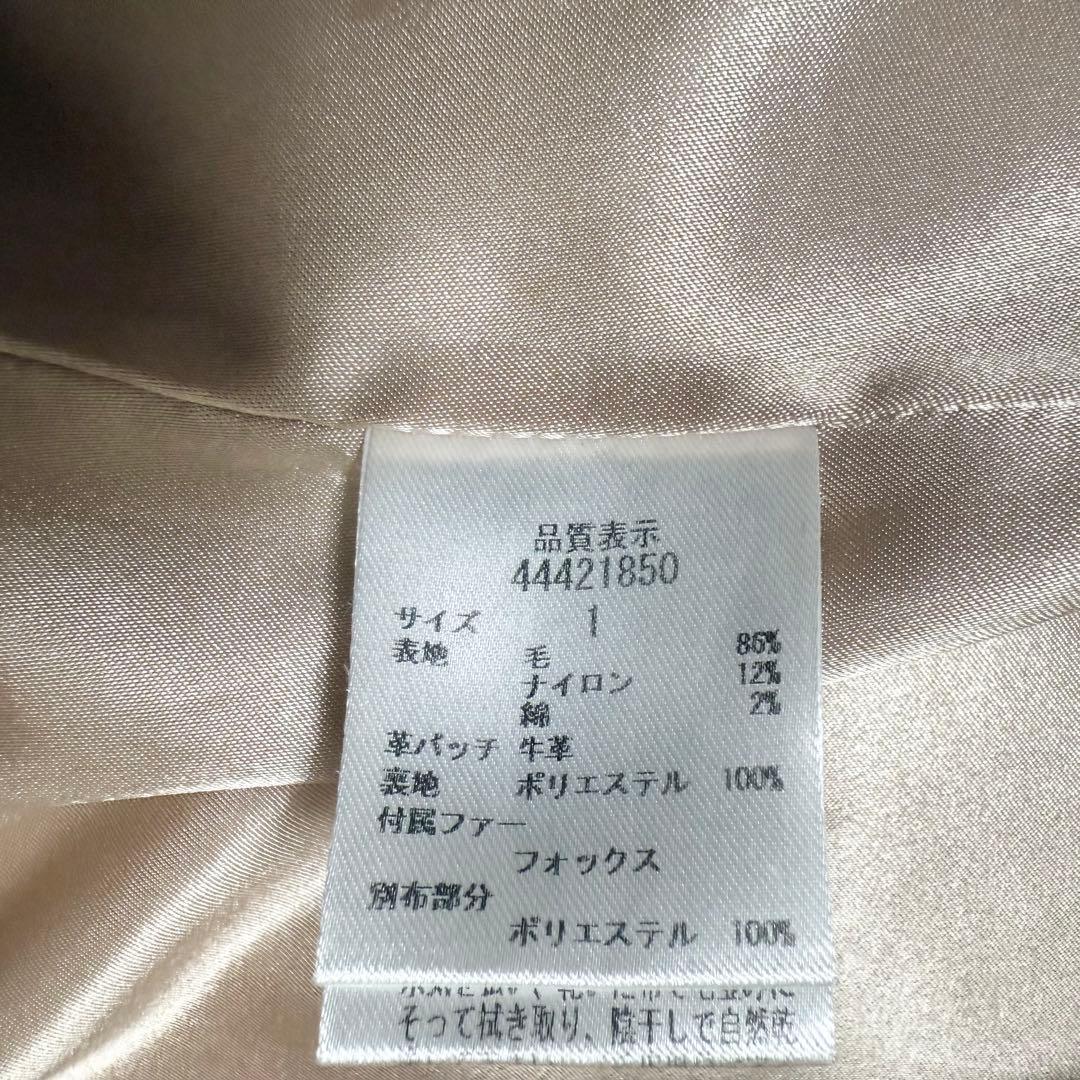 品質表示
44421850
サイズ 1
表地 毛 86%
ナイロン 12%
綿 2%
革パッチ 牛革
裏地 ポリエステル 100%
付属ファー
フォックス
別布部分
ポリエステル 100%
そって拭き取り、陰干しで自然乾